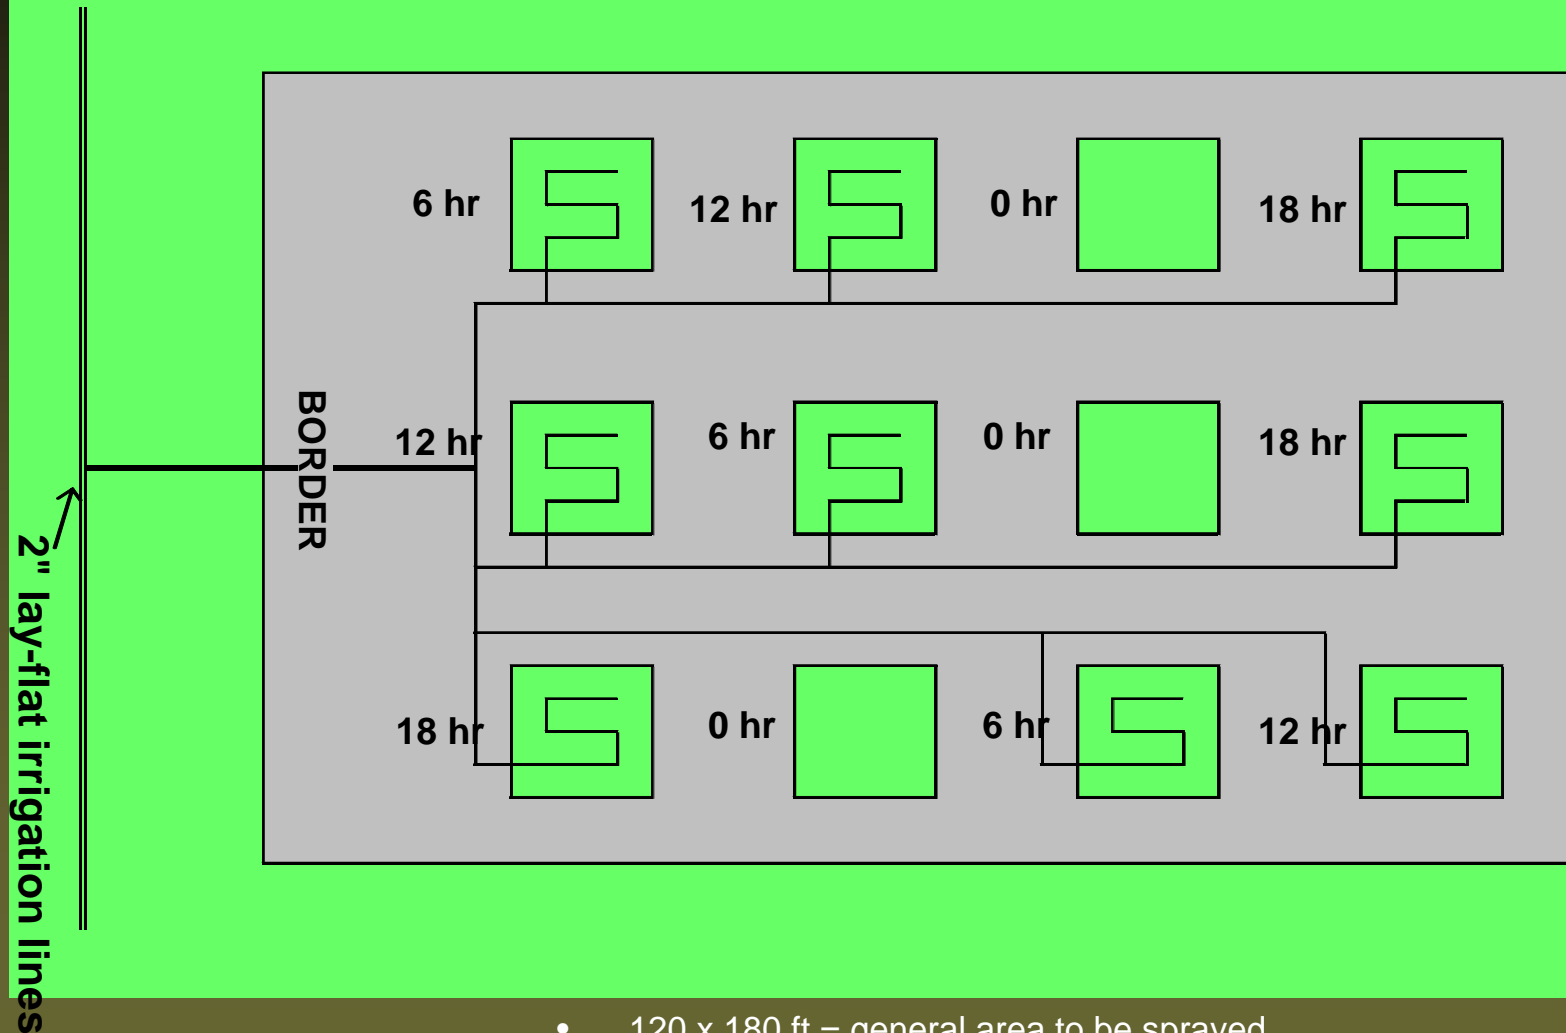 6 hr
12 hr
0 hr
18 hr
BORDER
12 hr
6 hr
0 hr
18 hr
2" lay-flat irrigation lines
18 hr
0 hr
6 hr
12 hr
• 120 x 180 ft = general area to be sprayed